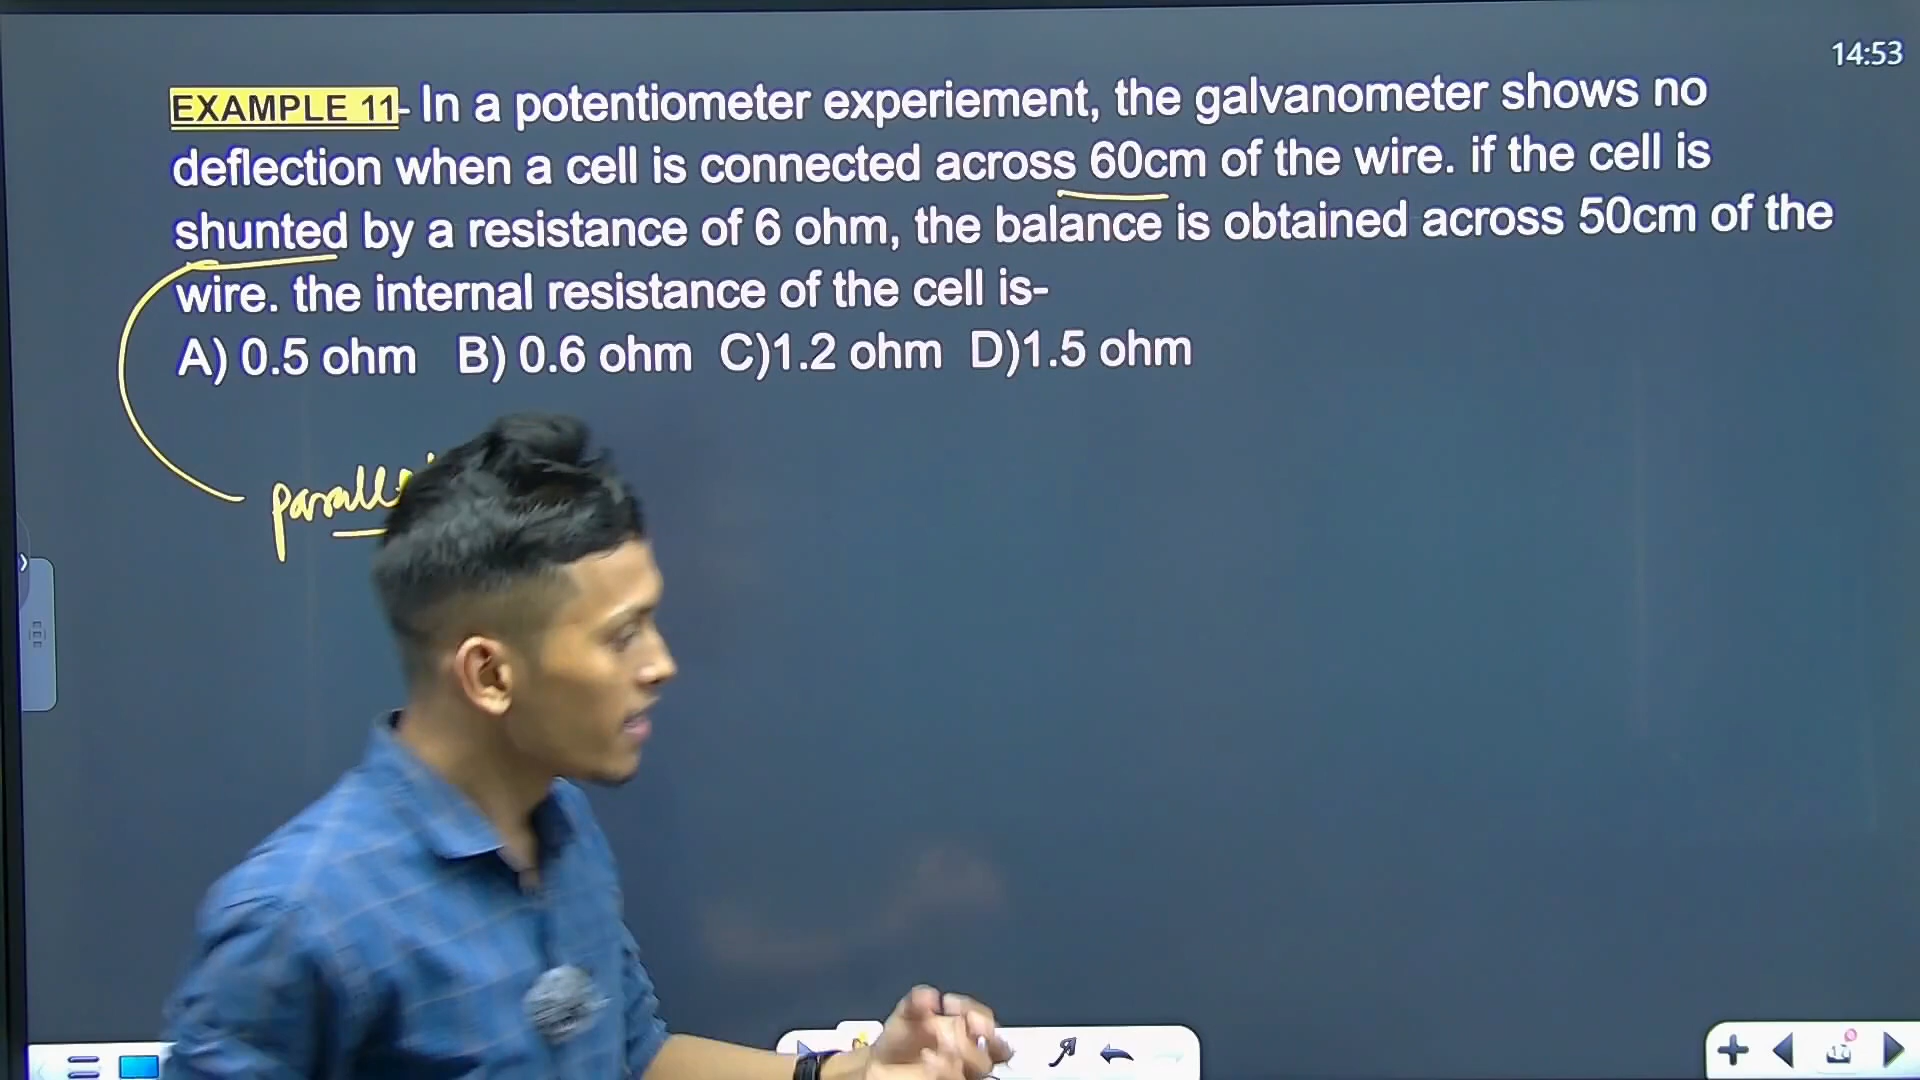 14:53
EXAMPLE 11- In a potentiometer experiement, the galvanometer shows no
deflection when a cell is connected across 60cm of the wire. if the cell is
shunted by a resistance of 6 ohm, the balance is obtained across 50cm of the
wire. the internal resistance of the cell is-
A) 0.5 ohm B) 0.6 ohm C)1.2 ohm D)1.5 ohm